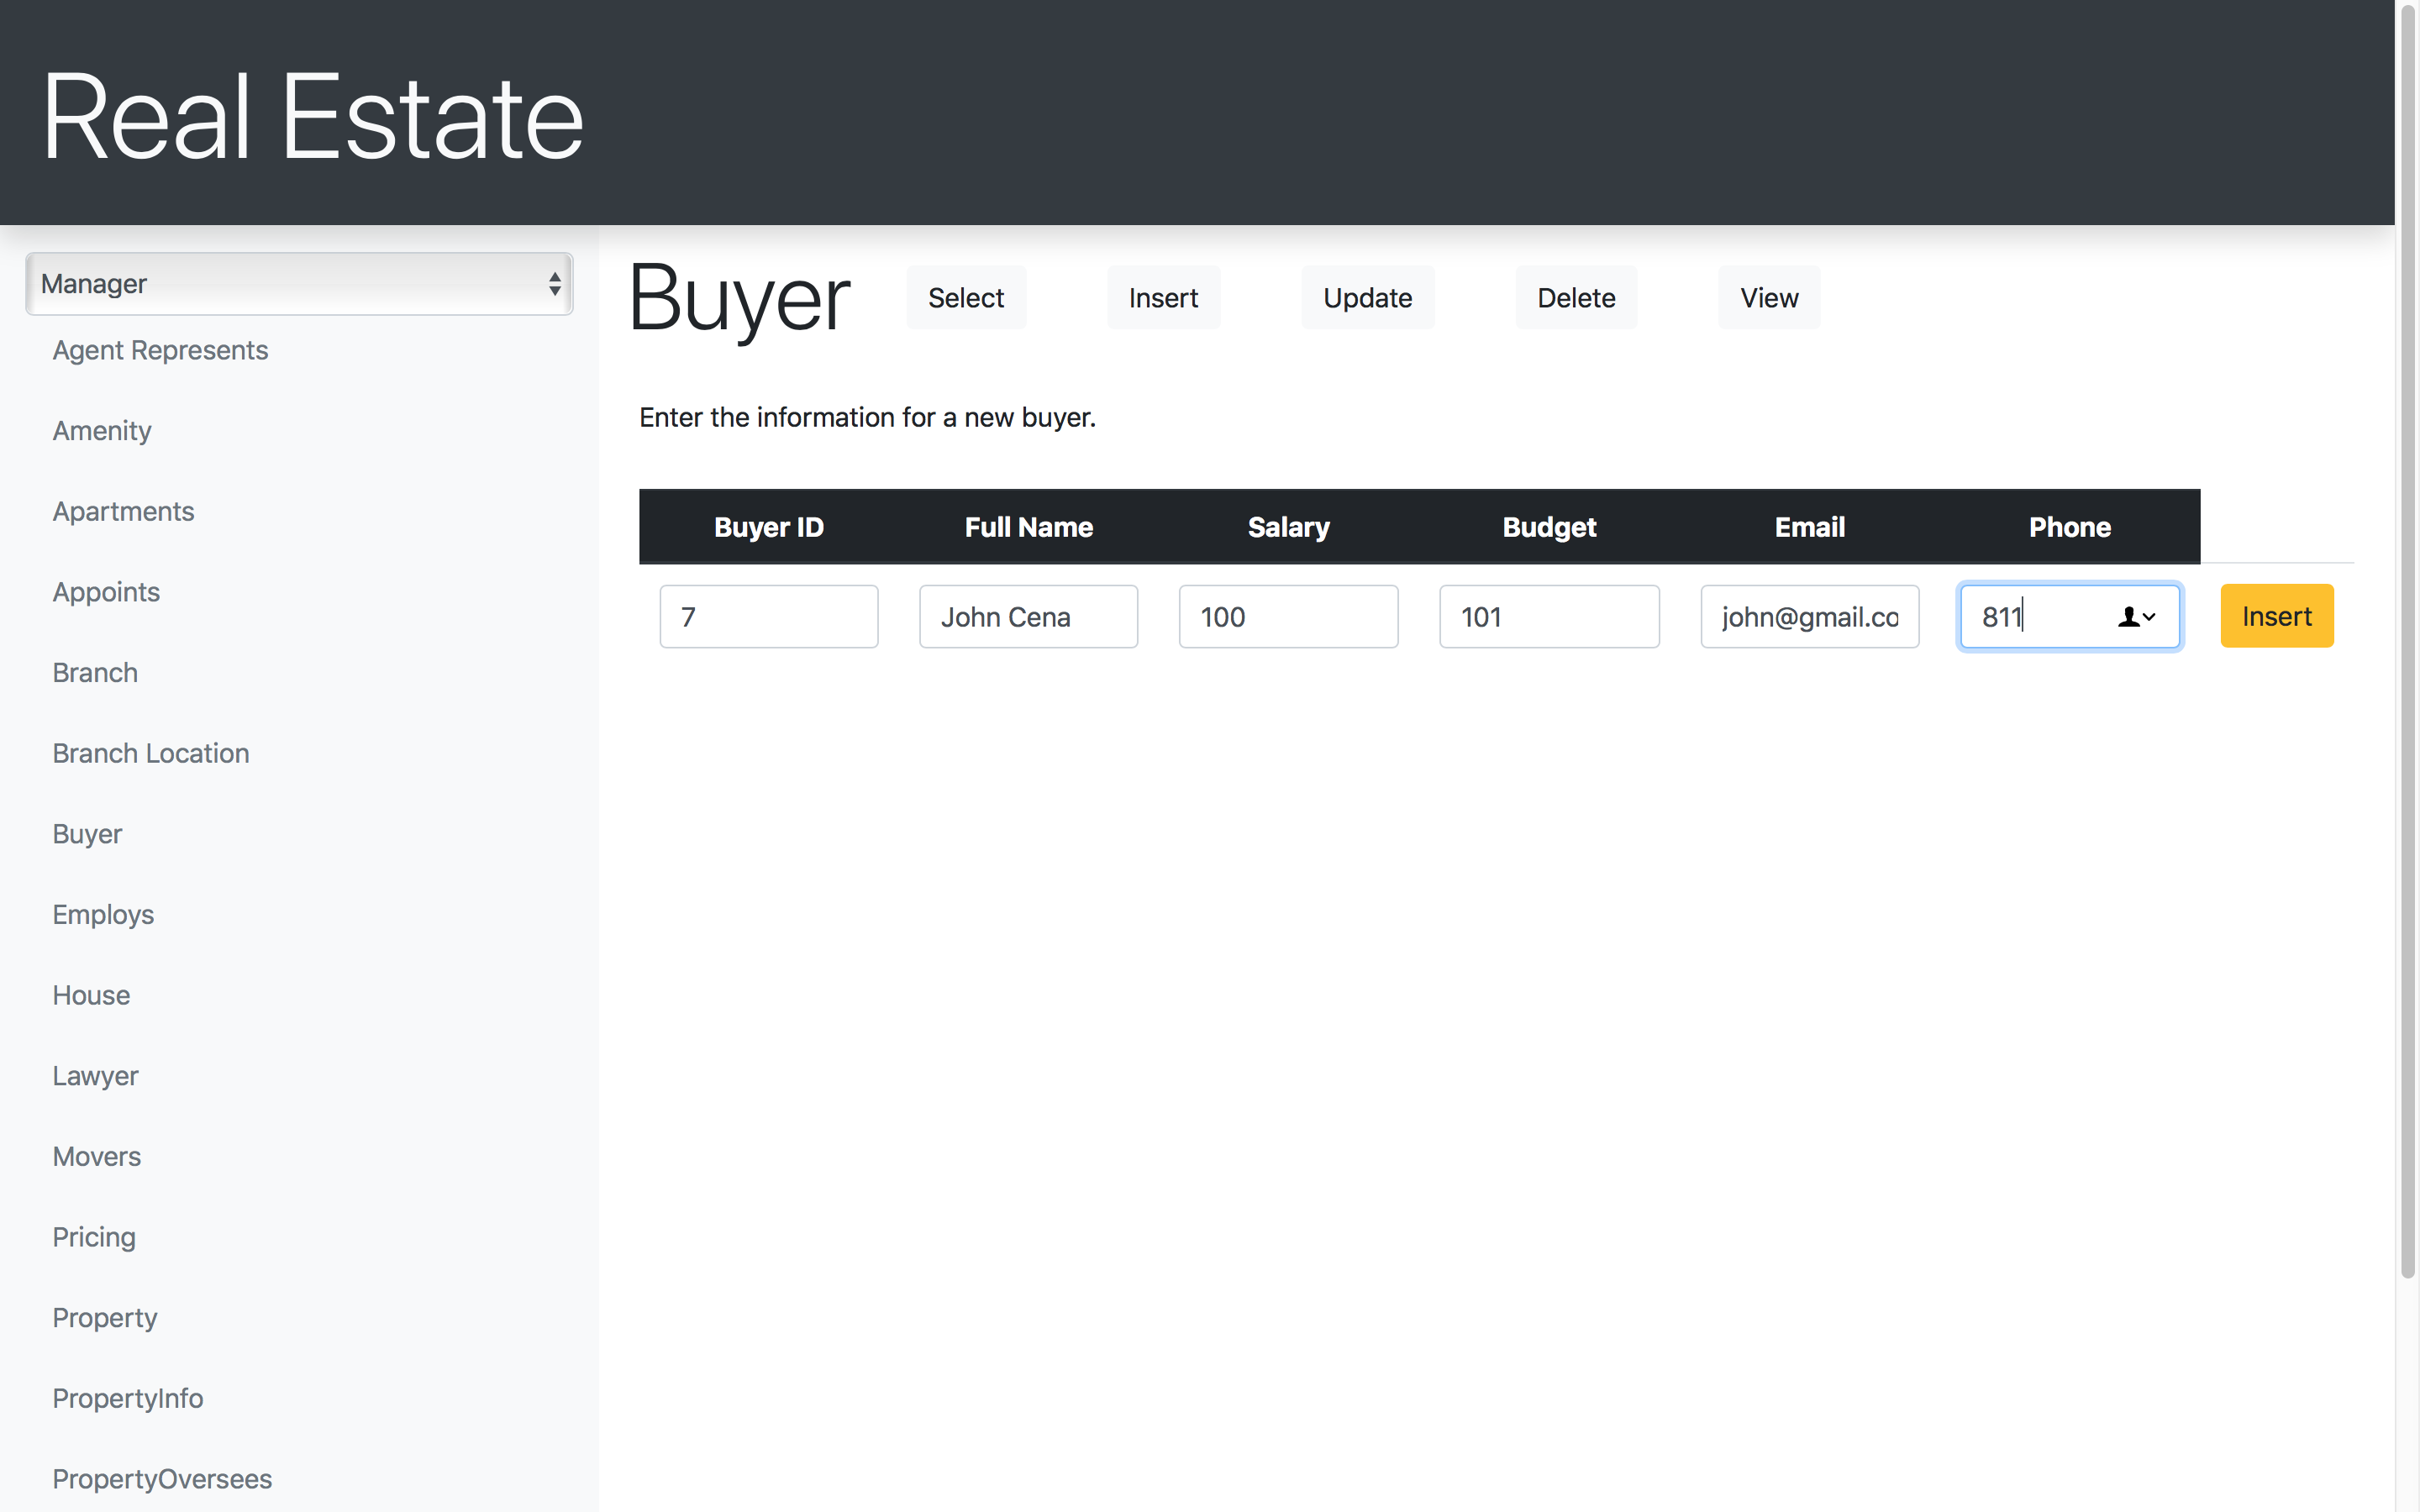 Real Estate
Manager
Agent Represents
Amenity
Apartments
Appoints
Branch
Branch Location
Buyer
Employs
House
Lawyer
Movers
Pricing
Property
PropertyInfo
PropertyOversees
Buyer Select Insert Update Delete View
Enter the information for a new buyer.
Buyer ID Full Name Salary Budget Email Phone
7 John Cena 100 101 john@gmail.co 811 Insert